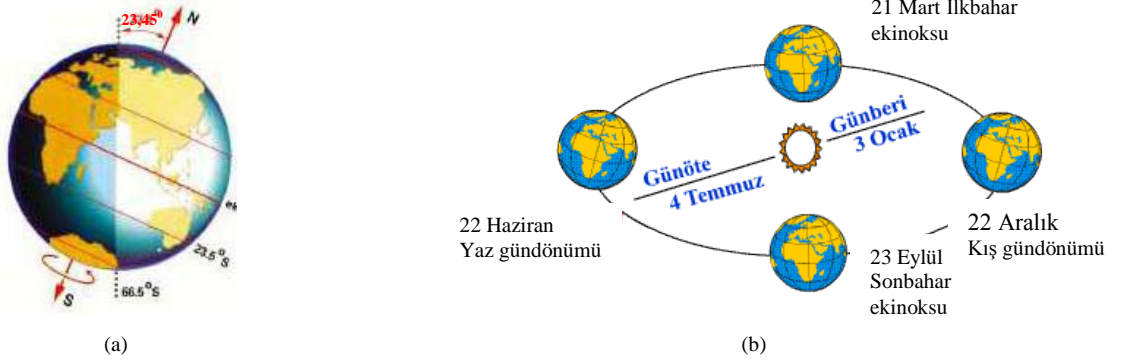 23,45⁰
N
23.5°S
66.5°S
S
(a)
21 Mart İlkbahar
ekinoksu
Günberi
3 Ocak
Günöte
4 Temmuz
22 Haziran
Yaz gündönümü
22 Aralık
Kış gündönümü
23 Eylül
Sonbahar
ekinoksu
(b)